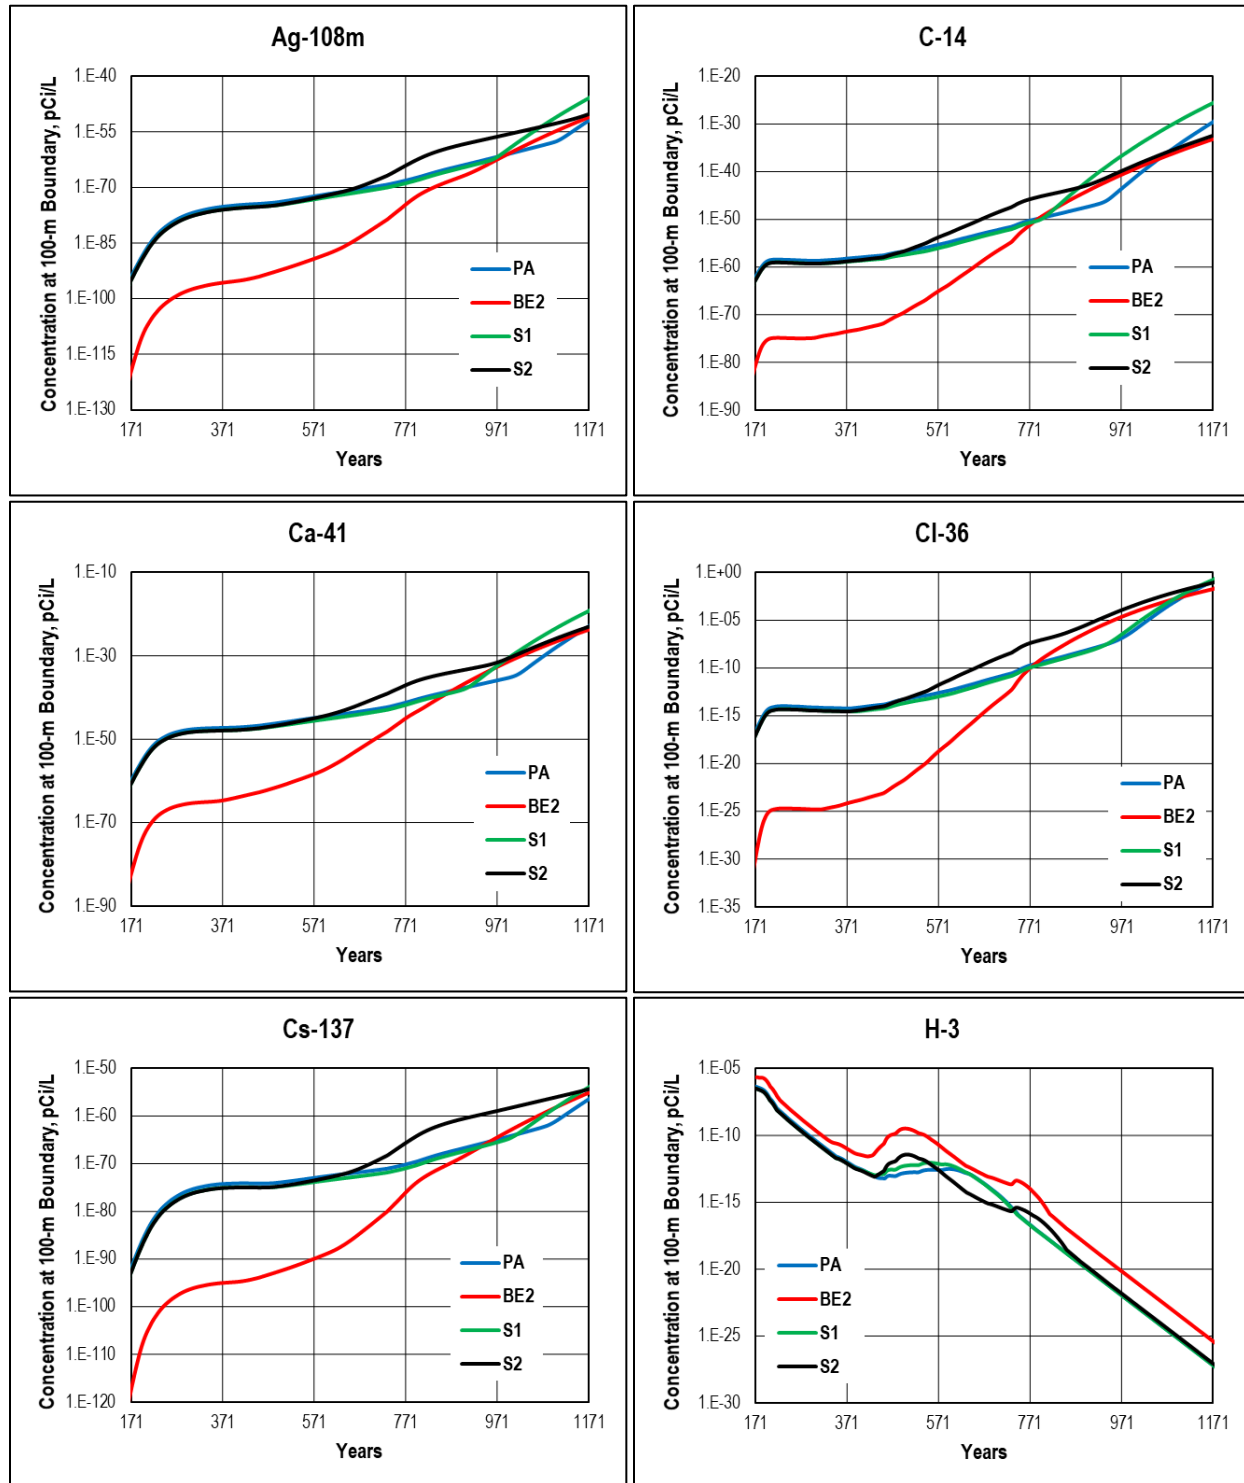 Ag-108m
Concentration at 100-m Boundary, pCi/L
1.E-40
1.E-55
1.E-70
1.E-85
1.E-100
1.E-115
1.E-130
PA
BE2
S1
S2
171 371 571 771 971 1171
Years
C-14
Concentration at 100-m Boundary, pCi/L
1.E-20
1.E-30
1.E-40
1.E-50
1.E-60
1.E-70
1.E-80
1.E-90
PA
BE2
S1
S2
171 371 571 771 971 1171
Years
Ca-41
Concentration at 100-m Boundary, pCi/L
1.E-10
1.E-30
1.E-50
1.E-70
1.E-90
PA
BE2
S1
S2
171 371 571 771 971 1171
Years
Cl-36
Concentration at 100-m Boundary, pCi/L
1.E+00
1.E-05
1.E-10
1.E-15
1.E-20
1.E-25
1.E-30
1.E-35
PA
BE2
S1
S2
171 371 571 771 971 1171
Years
Cs-137
Concentration at 100-m Boundary, pCi/L
1.E-50
1.E-60
1.E-70
1.E-80
1.E-90
1.E-100
1.E-110
1.E-120
PA
BE2
S1
S2
171 371 571 771 971 1171
Years
H-3
Concentration at 100-m Boundary, pCi/L
1.E-05
1.E-10
1.E-15
1.E-20
1.E-25
1.E-30
PA
BE2
S1
S2
171 371 571 771 971 1171
Years